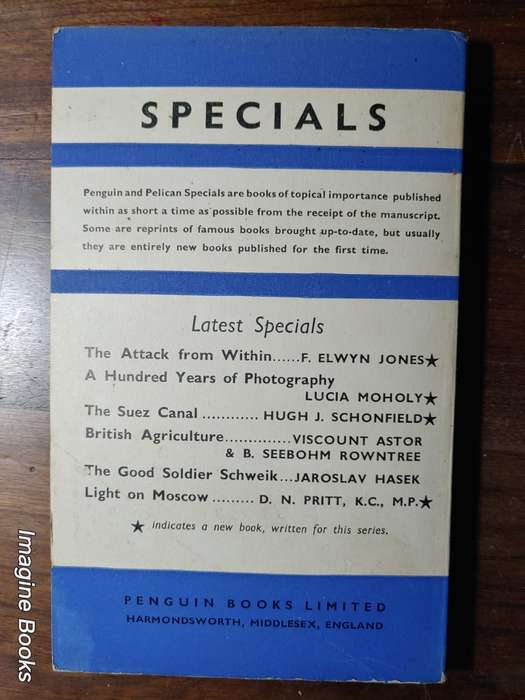 SPECIALS
Penguin and Pelican Specials are books of topical importance published
within as short a time as possible from the receipt of the manuscript.
Some are reprints of famous books brought up-to-date, but usually
they are entirely new books published for the first time.
Latest Specials
The Attack from Within......F. ELWYN JONES★
A Hundred Years of Photography
LUCIA MOHOLY★
The Suez Canal ............ HUGH J. SCHONFIELD★
British Agriculture..............VISCOUNT ASTOR
& B. SEEBOHM ROWNTREE
The Good Soldier Schweik...JAROSLAV HASEK
Light on Moscow ......... D. N. PRITT, K.C., M.P.★
★ indicates a new book, written for this series.
PENGUIN BOOKS LIMITED
HARMONDSWORTH, MIDDLESEX, ENGLAND
Imagine Books